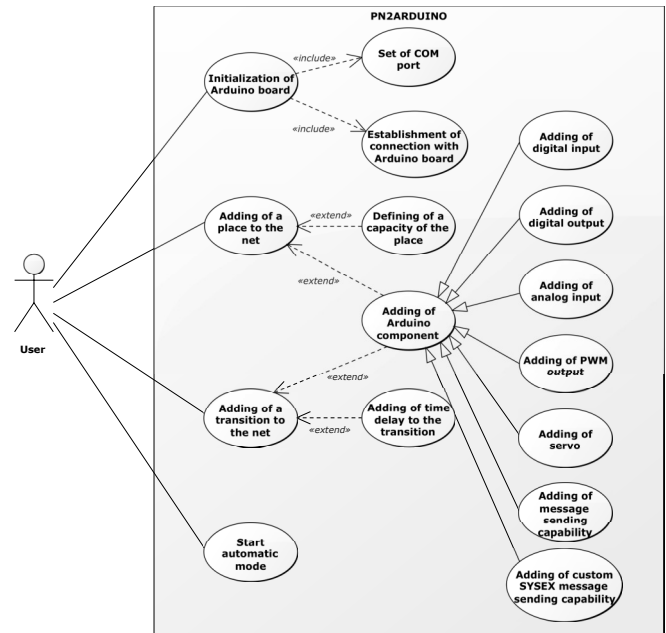 PN2ARDUINO
Initialization of
Arduino board
«include»
Set of COM
port
«include»
Establishment of
connection with
Arduino board
Adding of
digital input
Adding of a
place to the
net
«extend»
Defining of a
capacity of the
place
Adding of
digital output
«extend»
Adding of
analog input
User
Adding of
Arduino
component
Adding of PWM
output
«extend»
Adding of a
transition to
the net
«extend»
Adding of time
delay to the
transition
Adding of
servo
Adding of
message
sending
capability
Start
automatic
mode
Adding of custom
SYSEX message
sending capability